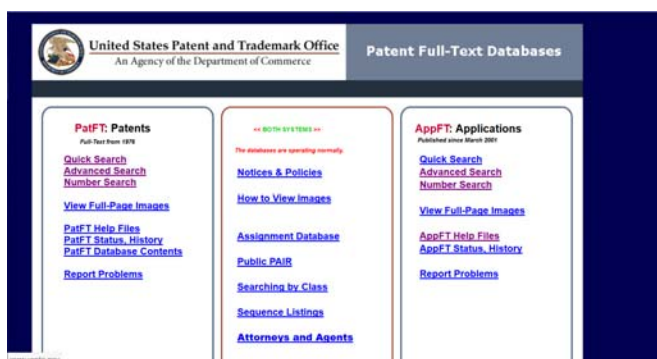 United States Patent and Trademark Office
An Agency of the Department of Commerce
Patent Full-Text Databases
PatFT: Patents
Full-Text from 1976
Quick Search
Advanced Search
Number Search
View Full-Page Images
PatFT Help Files
PatFT Status, History
PatFT Database Contents
Report Problems
<< BOTH SYSTEMS >>
The databases are operating normally.
Notices & Policies
How to View Images
Assignment Database
Public PAIR
Searching by Class
Sequence Listings
Attorneys and Agents
AppFT: Applications
Published since March 2001
Quick Search
Advanced Search
Number Search
View Full-Page Images
AppFT Help Files
AppFT Status, History
Report Problems